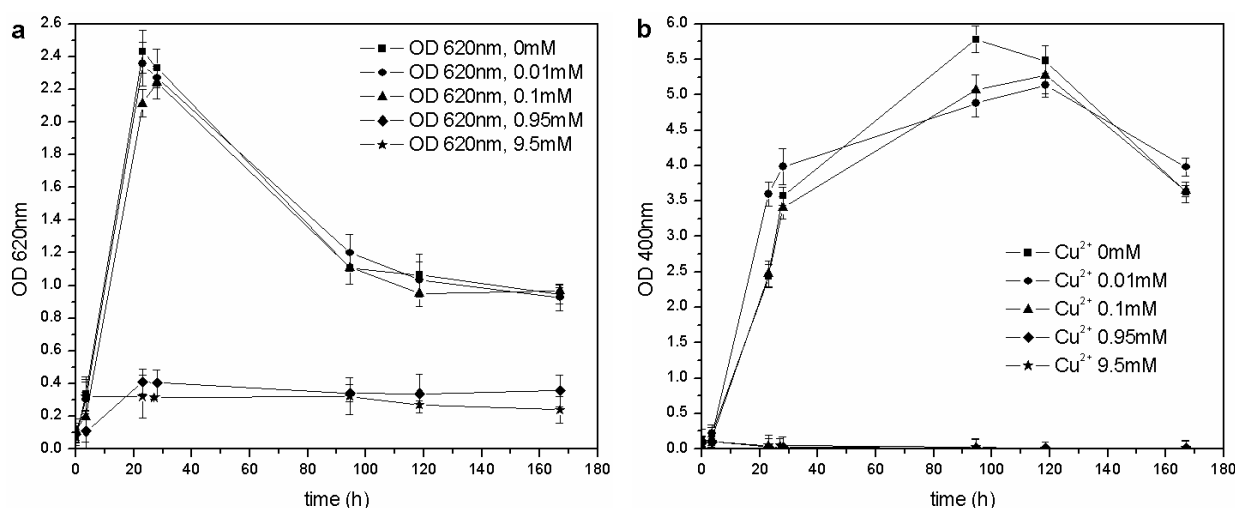 a
OD 620nm
2.6
2.4
2.2
2.0
1.8
1.6
1.4
1.2
1.0
0.8
0.6
0.4
0.2
0.0
0 20 40 60 80 100 120 140 160 180
time (h)
OD 620nm, 0mM
OD 620nm, 0.01mM
OD 620nm, 0.1mM
OD 620nm, 0.95mM
OD 620nm, 9.5mM
b
OD 400nm
6.0
5.5
5.0
4.5
4.0
3.5
3.0
2.5
2.0
1.5
1.0
0.5
0.0
0 20 40 60 80 100 120 140 160 180
time (h)
Cu²⁺ 0mM
Cu²⁺ 0.01mM
Cu²⁺ 0.1mM
Cu²⁺ 0.95mM
Cu²⁺ 9.5mM